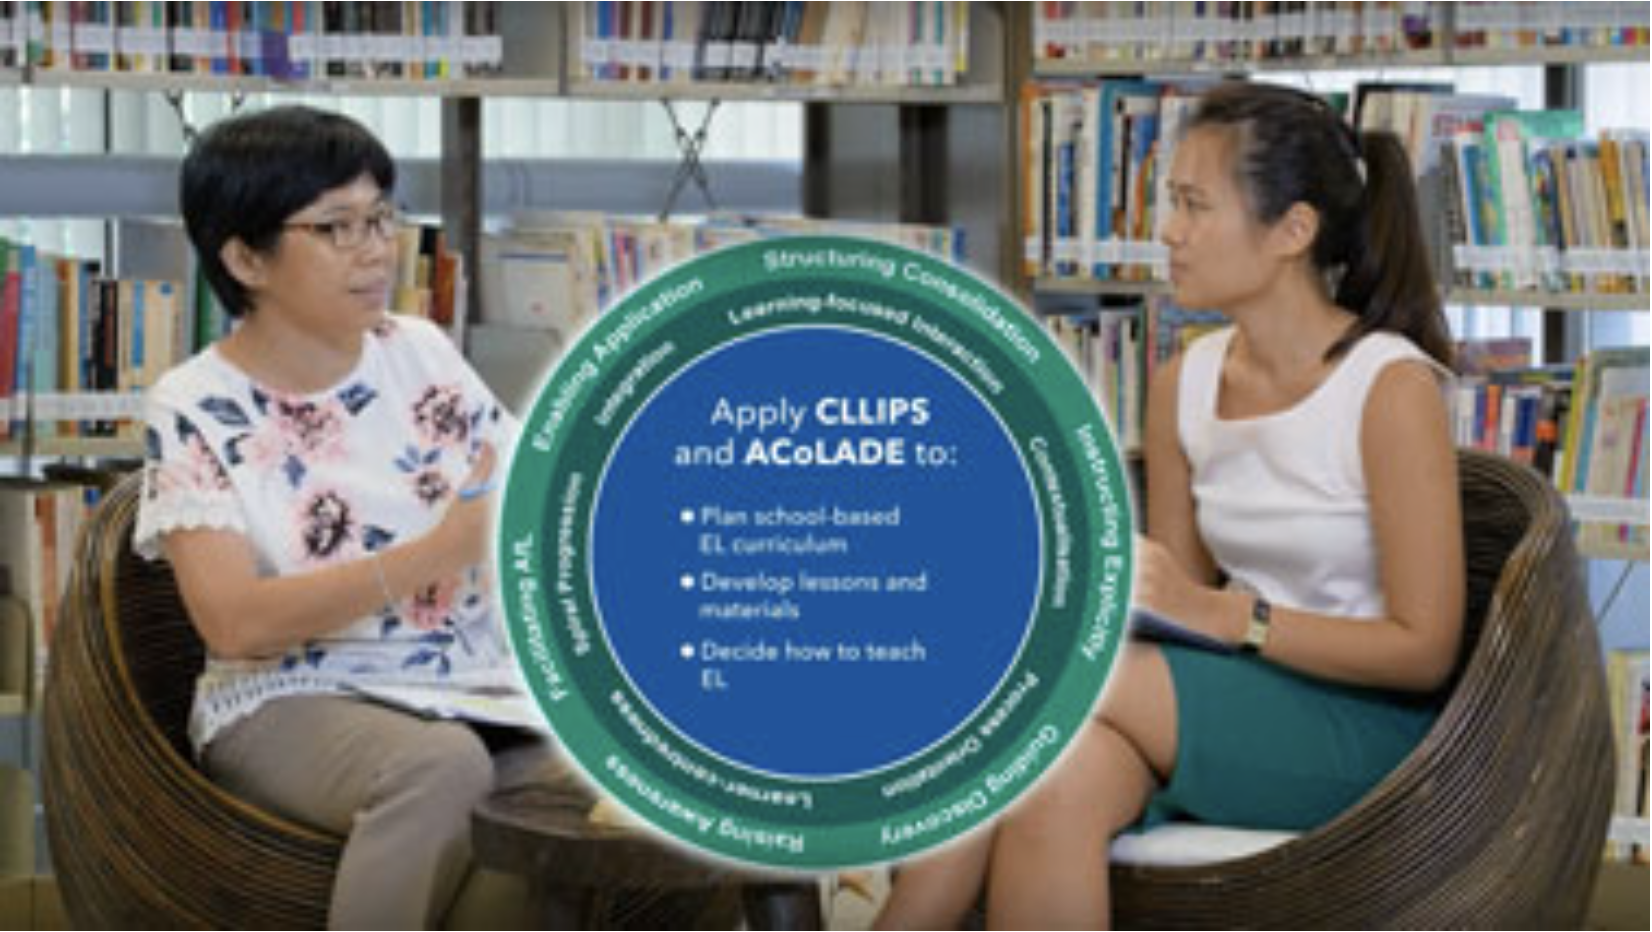 Structuring Consolidation
Enabling Application
Learning-focused Interaction
Integration
Apply CLLIPS
and ACoLADE to:
Contextualisation
Instructing Explicitly
• Plan school-based
EL curriculum
• Develop lessons and
materials
• Decide how to teach
EL
Spiral Progression
Facilitating A/L
Process Orientation
Learner-centredness
Guiding Discovery
Raising Awareness